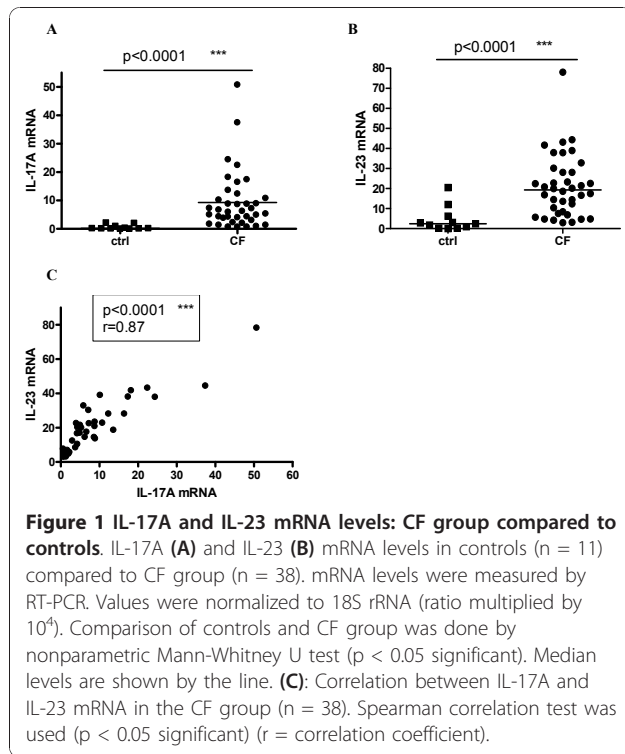 A
p<0.0001 ***
IL-17A mRNA
50
40
30
20
10
0
ctrl
CF
B
p<0.0001 ***
IL-23 mRNA
80
70
60
50
40
30
20
10
0
ctrl
CF
C
p<0.0001 ***
r=0.87
IL-23 mRNA
80
60
40
20
0
0 10 20 30 40 50 60
IL-17A mRNA
Figure 1 IL-17A and IL-23 mRNA levels: CF group compared to
controls. IL-17A (A) and IL-23 (B) mRNA levels in controls (n = 11)
compared to CF group (n = 38). mRNA levels were measured by
RT-PCR. Values were normalized to 18S rRNA (ratio multiplied by
10⁴). Comparison of controls and CF group was done by
nonparametric Mann-Whitney U test (p < 0.05 significant). Median
levels are shown by the line. (C): Correlation between IL-17A and
IL-23 mRNA in the CF group (n = 38). Spearman correlation test was
used (p < 0.05 significant) (r = correlation coefficient).